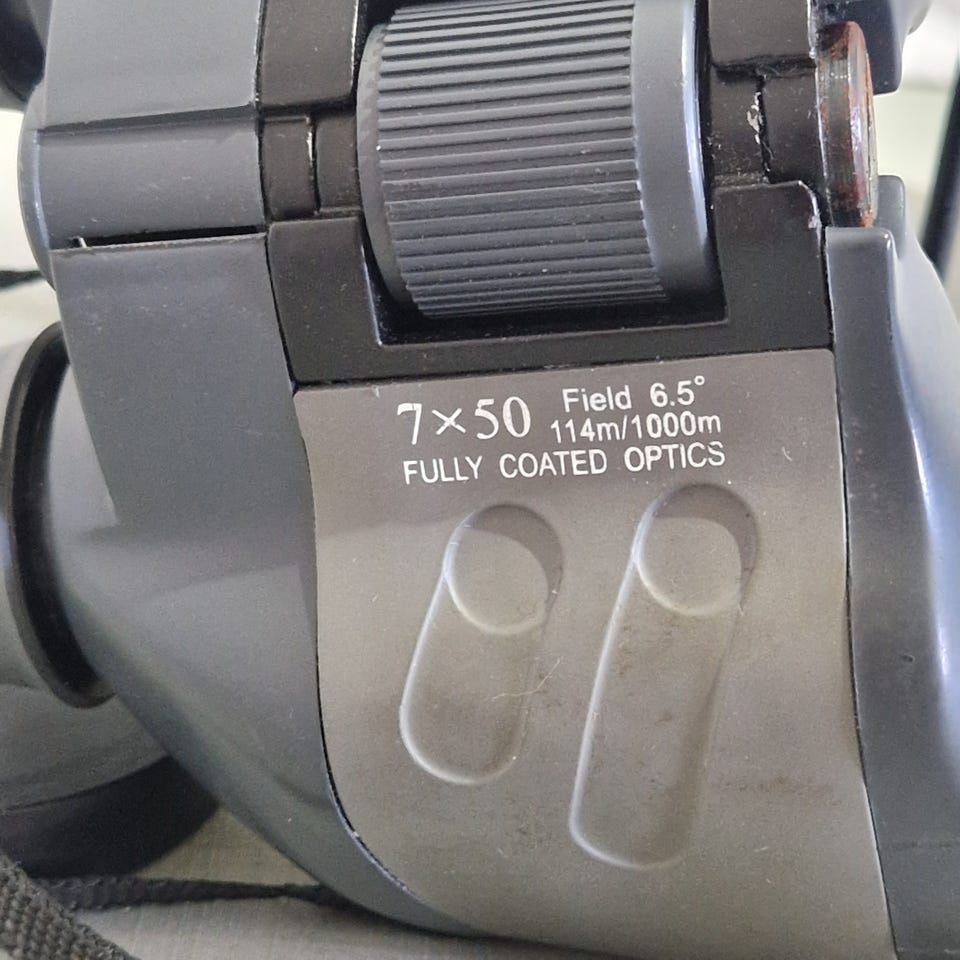 7×50 Field 6.5°
114m/1000m
FULLY COATED OPTICS